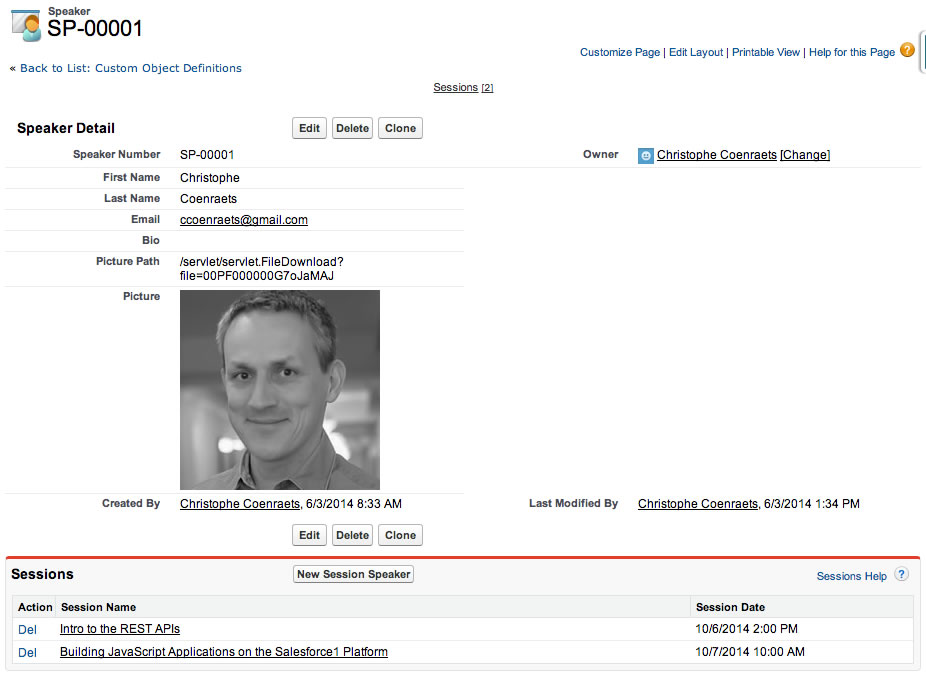 Speaker
SP-00001
Customize Page | Edit Layout | Printable View | Help for this Page ?
« Back to List: Custom Object Definitions
Sessions [2]
Speaker Detail Edit Delete Clone
Speaker Number SP-00001 Owner Christophe Coenraets [Change]
First Name Christophe
Last Name Coenraets
Email ccoenraets@gmail.com
Bio
Picture Path /servlet/servlet.FileDownload?
file=00PF000000G7oJaMAJ
Picture
Created By Christophe Coenraets, 6/3/2014 8:33 AM Last Modified By Christophe Coenraets, 6/3/2014 1:34 PM
Edit Delete Clone
Sessions New Session Speaker Sessions Help ?
Action Session Name Session Date
Del Intro to the REST APIs 10/6/2014 2:00 PM
Del Building JavaScript Applications on the Salesforce1 Platform 10/7/2014 10:00 AM